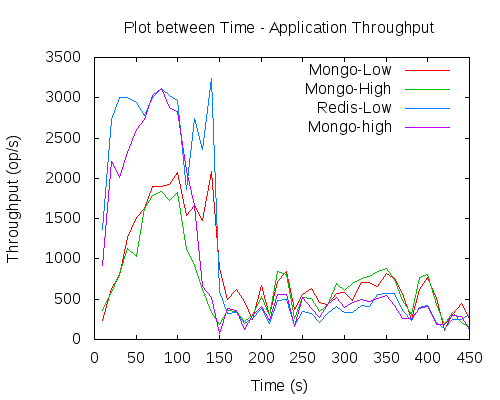 Plot between Time - Application Throughput
3500
3000
2500
2000
1500
1000
500
0
Throughput (op/s)
Mongo-Low
Mongo-High
Redis-Low
Mongo-high
0 50 100 150 200 250 300 350 400 450
Time (s)